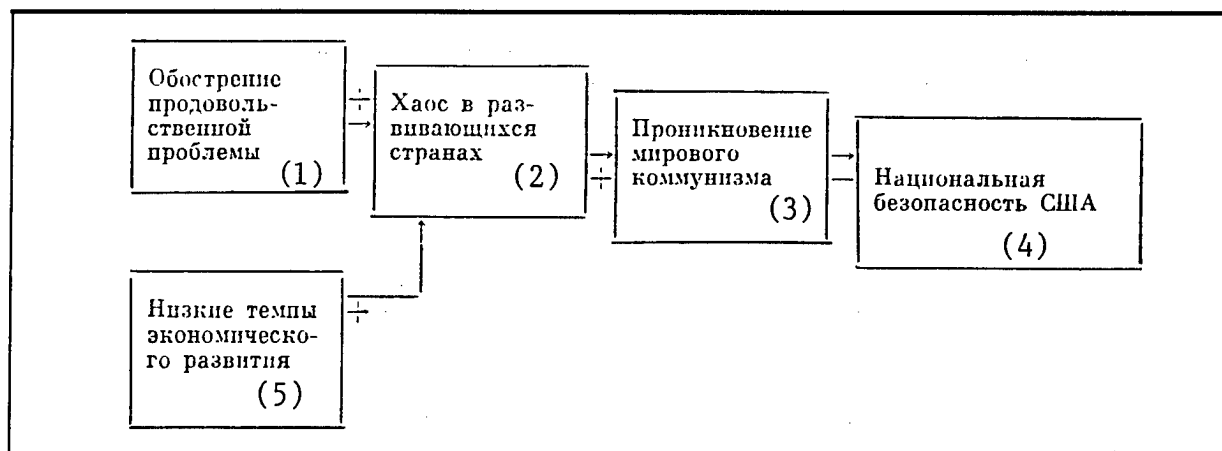 Обострение
продоволь-
ственной
проблемы
(1)
Хаос в раз-
вивающихся
странах
(2)
Проникновение
мирового
коммунизма
(3)
Национальная
безопасность США
(4)
Низкие темпы
экономическо-
го развития
(5)